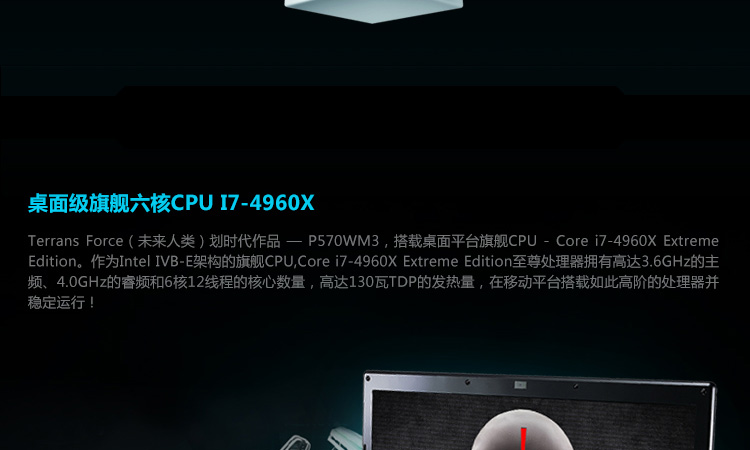 桌面级旗舰六核CPU I7-4960X
Terrans Force（未来人类）划时代作品 — P570WM3，搭载桌面平台旗舰CPU - Core i7-4960X Extreme
Edition。作为Intel IVB-E架构的旗舰CPU,Core i7-4960X Extreme Edition至尊处理器拥有高达3.6GHz的主
频、4.0GHz的睿频和6核12线程的核心数量，高达130瓦TDP的发热量，在移动平台搭载如此高阶的处理器并
稳定运行！